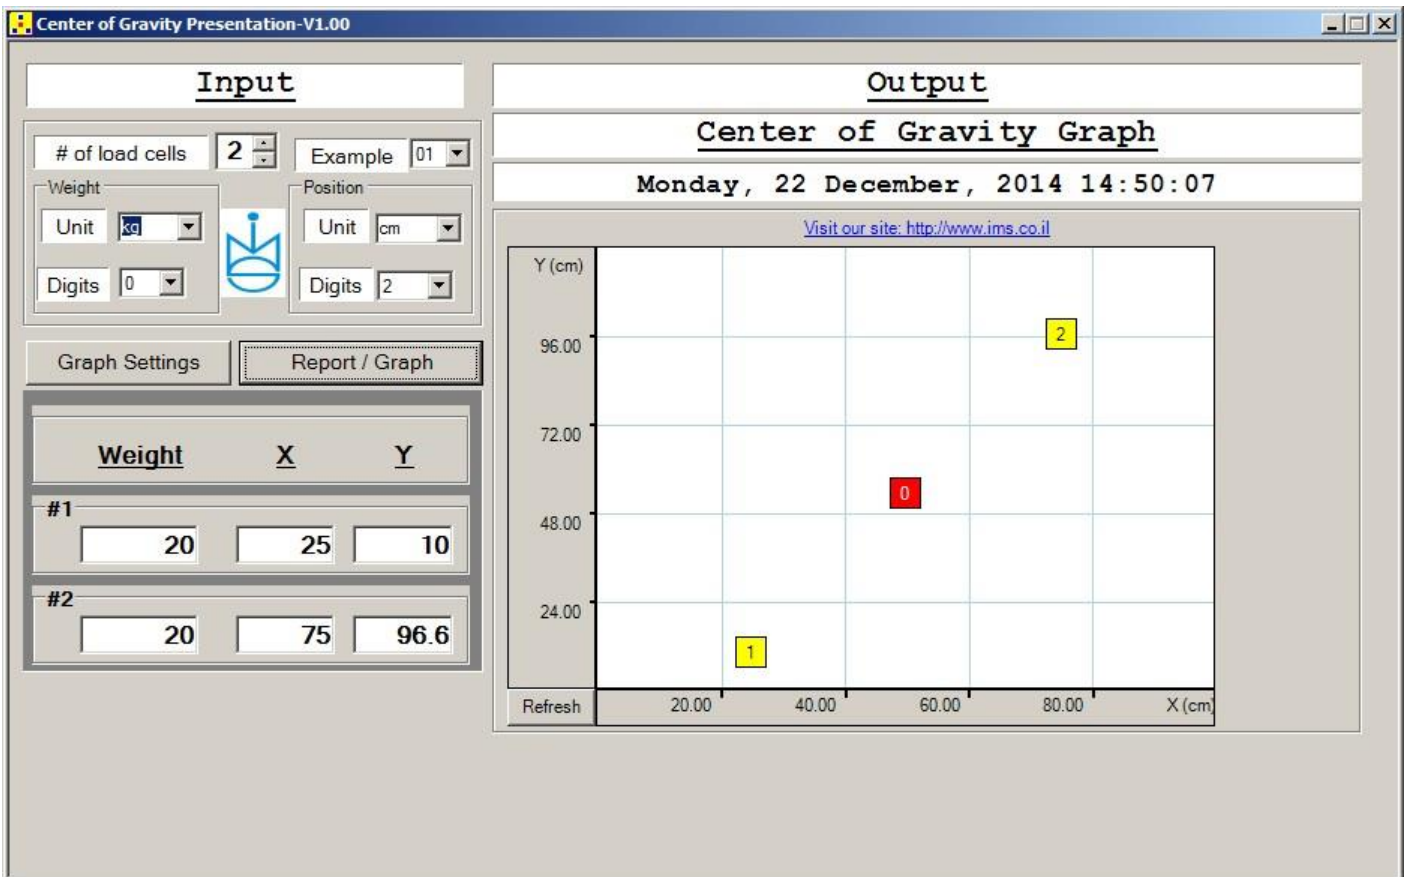 Center of Gravity Presentation-V1.00
Input
# of load cells 2 Example 01
Weight
Unit kg
Digits 0
Position
Unit cm
Digits 2
Graph Settings Report / Graph
Weight X Y
#1
20 25 10
#2
20 75 96.6
Output
Center of Gravity Graph
Monday, 22 December, 2014 14:50:07
Visit our site: http://www.ims.co.il
Y (cm)
96.00
2
72.00
0
48.00
24.00
1
Refresh 20.00 40.00 60.00 80.00 X (cm)